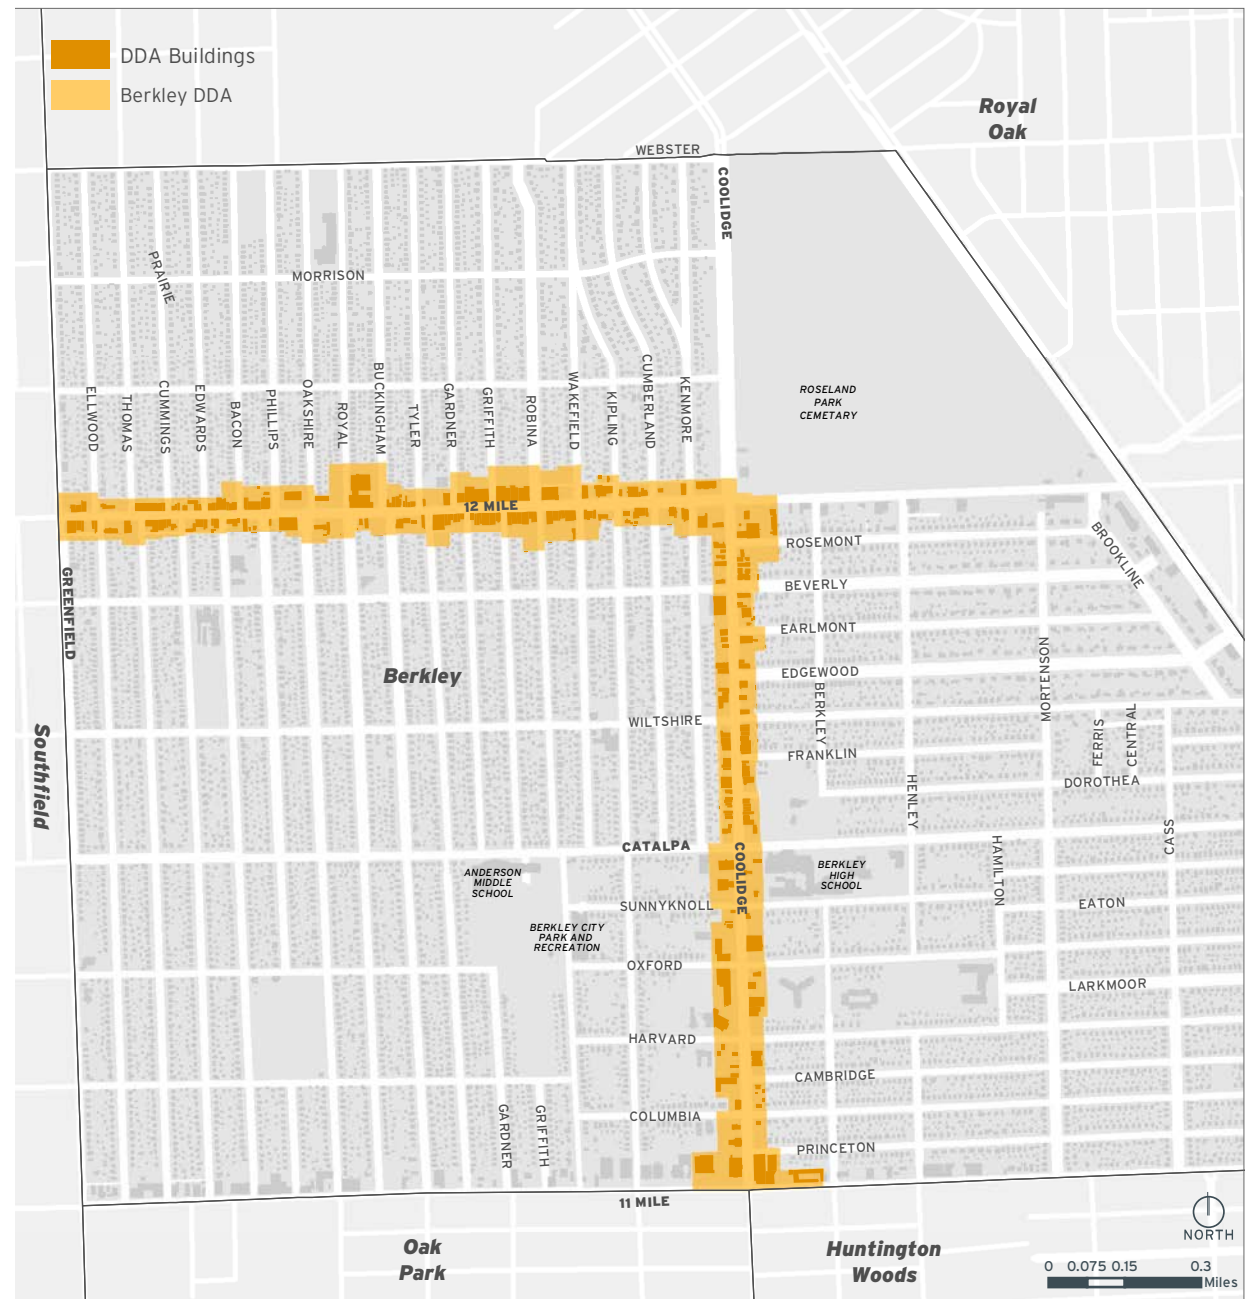 DDA Buildings
Berkley DDA
Royal
Oak
WEBSTER
COOLIDGE
PRAIRIE
MORRISON
ELLWOOD
THOMAS
CUMMINGS
EDWARDS
BACON
PHILLIPS
OAKSHIRE
ROYAL
BUCKINGHAM
TYLER
GARDNER
GRIFFITH
ROBINA
WAKEFIELD
KIPLING
CUMBERLAND
KENMORE
ROSELAND
PARK
CEMETARY
12 MILE
ROSEMONT
BROOKLINE
BEVERLY
GREENFIELD
EARLMONT
Berkley
EDGEWOOD
MORTENSON
BERKLEY
WILTSHIRE
FERRIS
CENTRAL
Southfield
FRANKLIN
DOROTHEA
HENLEY
CASS
CATALPA
COOLIDGE
HAMILTON
ANDERSON
MIDDLE
SCHOOL
BERKLEY
HIGH
SCHOOL
SUNNYKNOLL
EATON
BERKLEY CITY
PARK AND
RECREATION
OXFORD
LARKMOOR
HARVARD
CAMBRIDGE
COLUMBIA
GARDNER
GRIFFITH
PRINCETON
11 MILE
Oak
Park
Huntington
Woods
NORTH
0 0.075 0.15 0.3
Miles